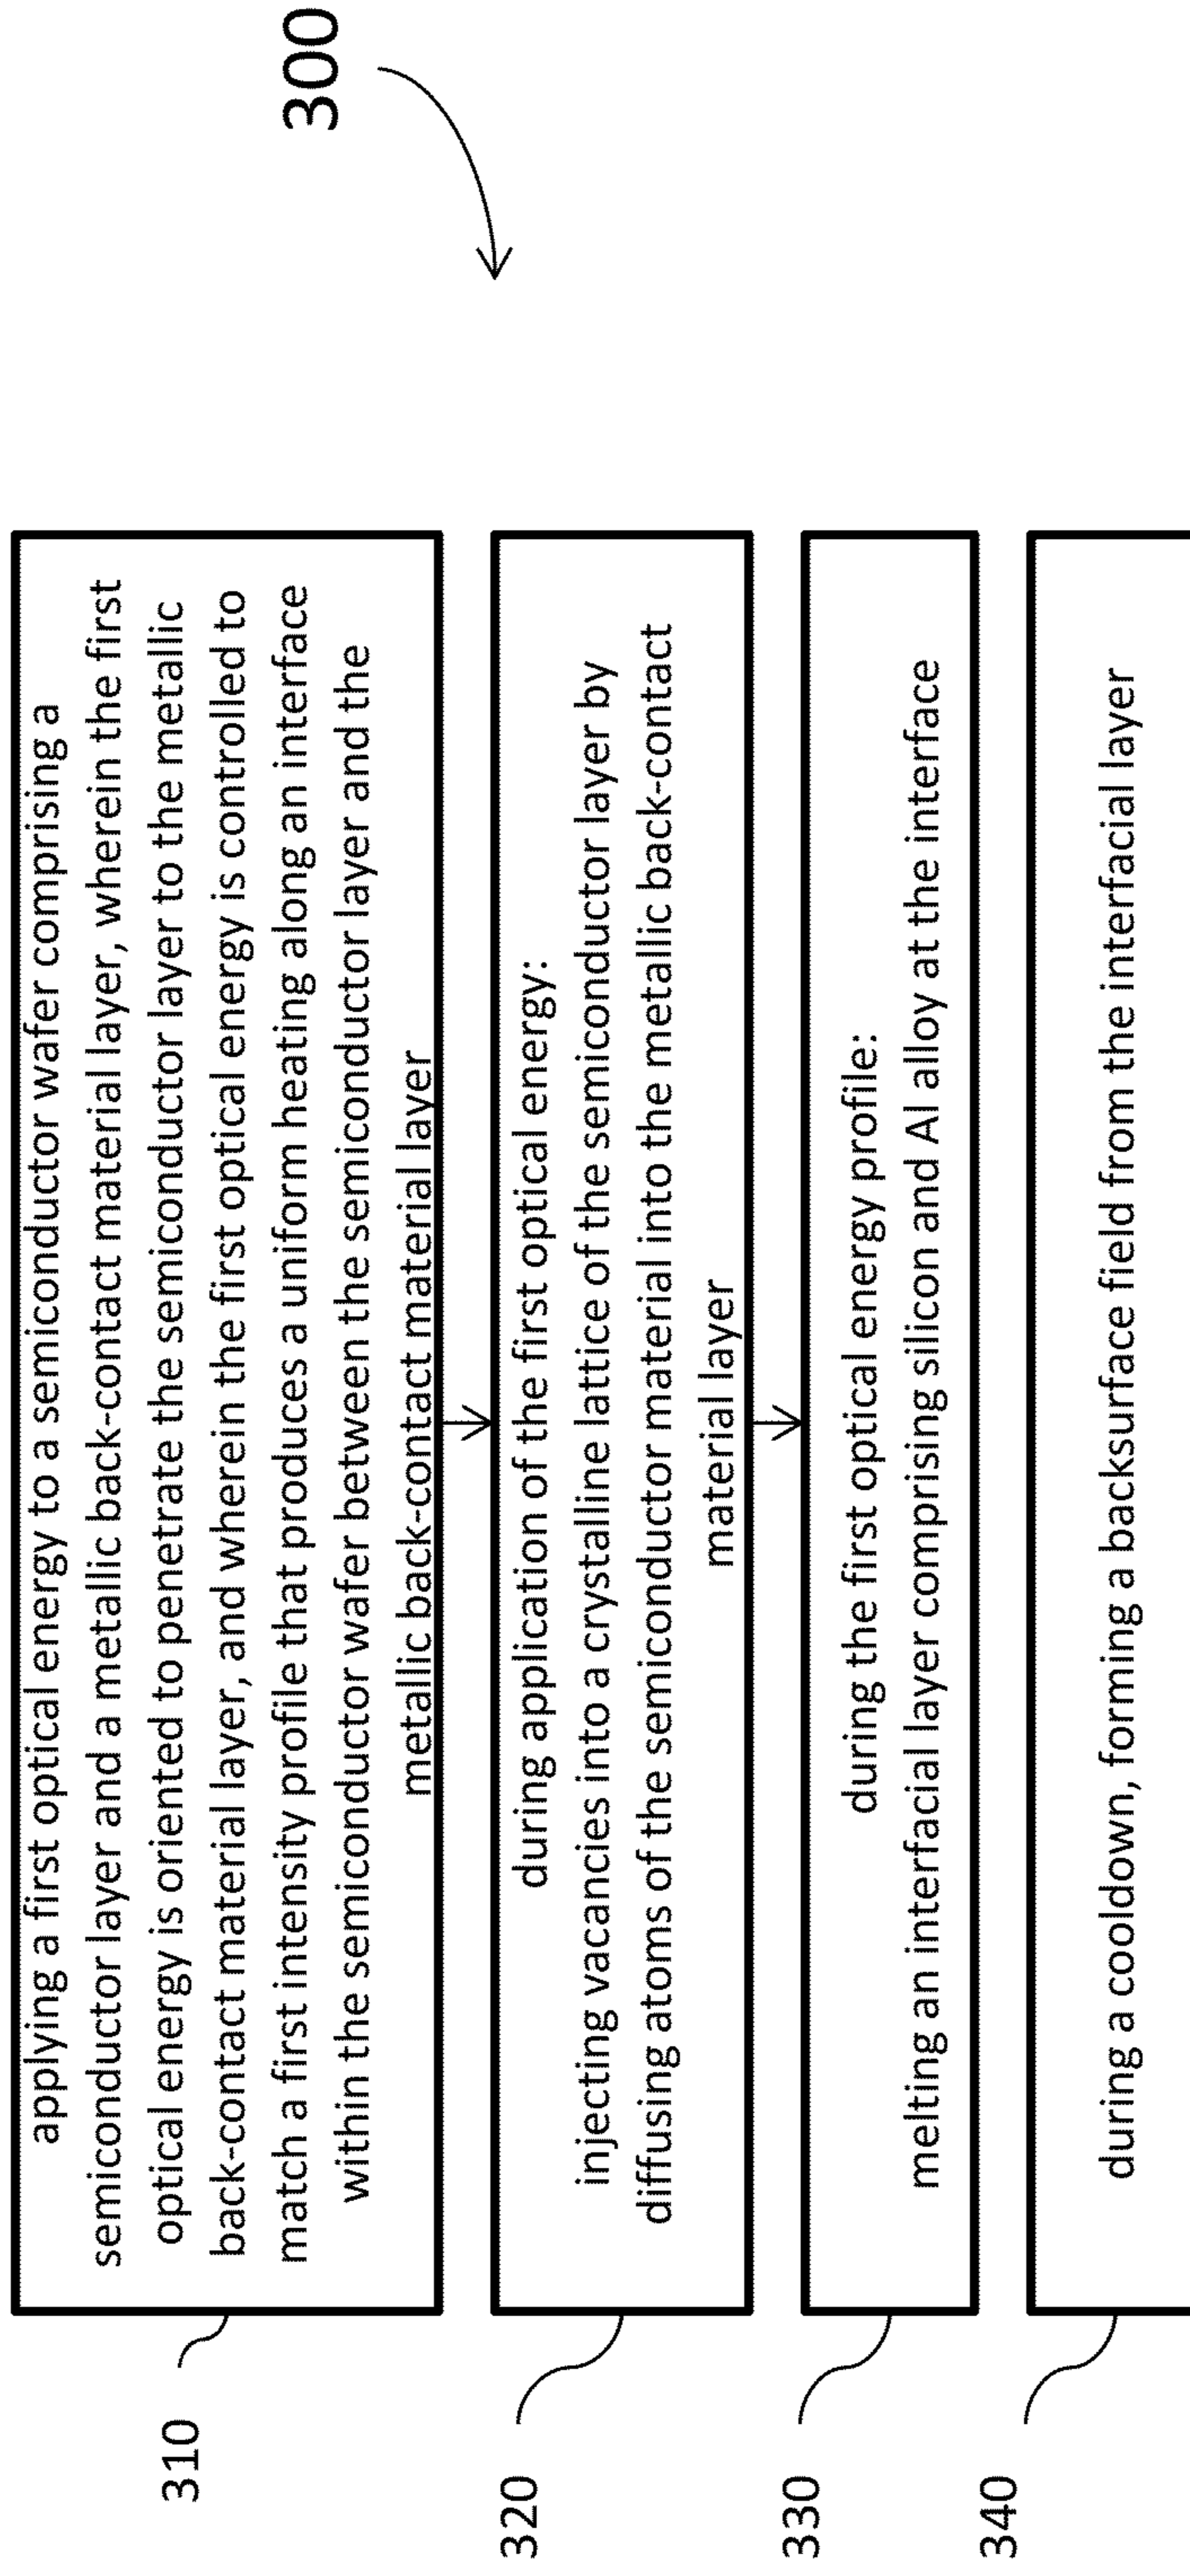 300
310
applying a first optical energy to a semiconductor wafer comprising a
semiconductor layer and a metallic back-contact material layer, wherein the first
optical energy is oriented to penetrate the semiconductor layer to the metallic
back-contact material layer, and wherein the first optical energy is controlled to
match a first intensity profile that produces a uniform heating along an interface
within the semiconductor wafer between the semiconductor layer and the
metallic back-contact material layer
320
during application of the first optical energy:
injecting vacancies into a crystalline lattice of the semiconductor layer by
diffusing atoms of the semiconductor material into the metallic back-contact
material layer
330
during the first optical energy profile:
melting an interfacial layer comprising silicon and Al alloy at the interface
340
during a cooldown, forming a backsurface field from the interfacial layer